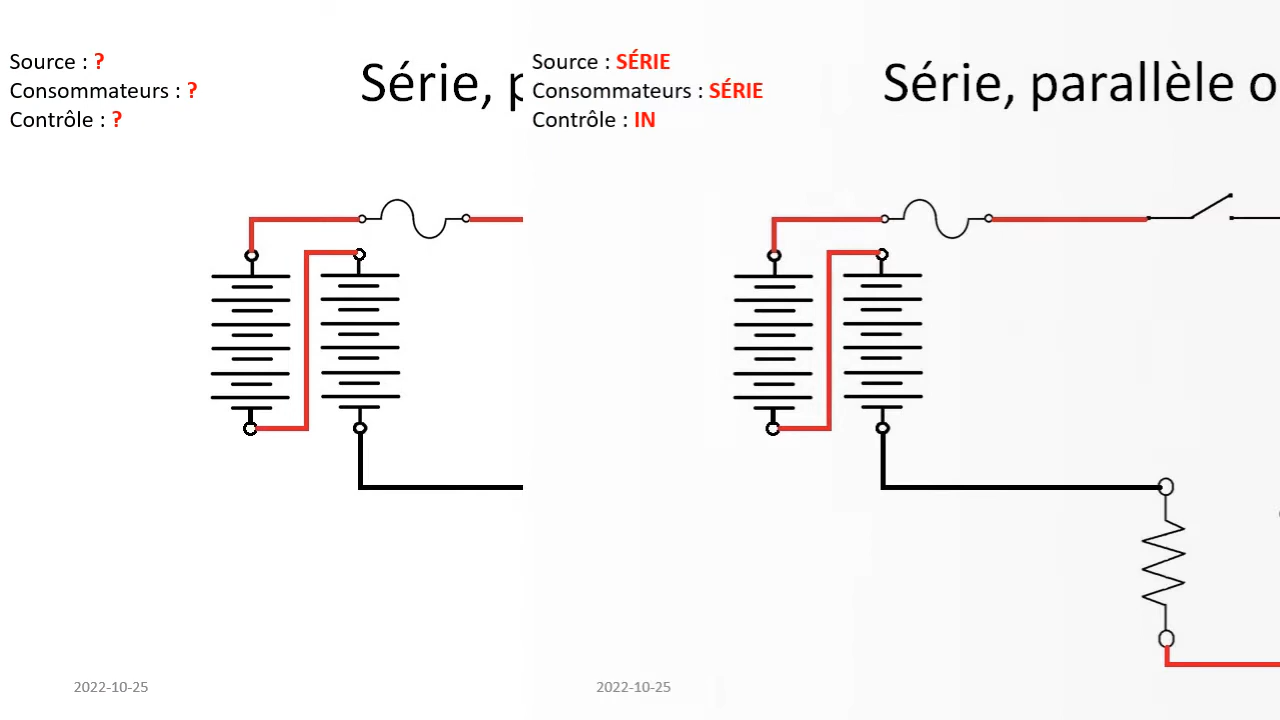 Source : ?
Consommateurs : ?
Contrôle : ?
Série, p
Source : SÉRIE
Consommateurs : SÉRIE
Contrôle : IN
Série, parallèle o
2022-10-25
2022-10-25